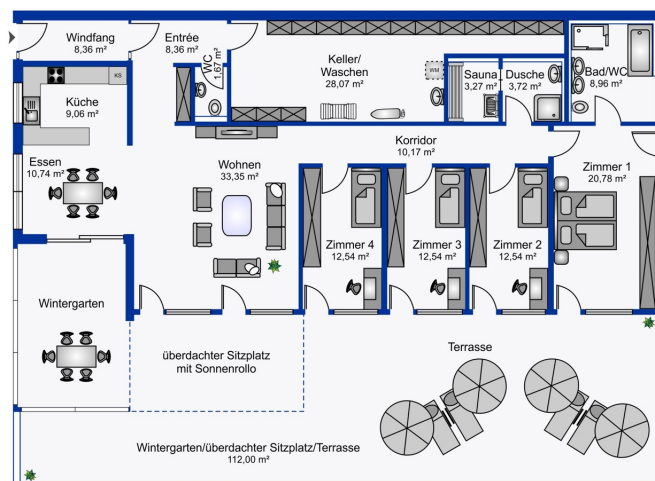 Windfang
8,36 m²
Entrée
8,36 m²
WC
1,67 m²
Keller/
Waschen
28,07 m²
WM
Sauna
3,27 m²
Dusche
3,72 m²
Bad/WC
8,96 m²
KS
Küche
9,06 m²
Korridor
10,17 m²
Essen
10,74 m²
Wohnen
33,35 m²
Zimmer 1
20,78 m²
Zimmer 4
12,54 m²
Zimmer 3
12,54 m²
Zimmer 2
12,54 m²
Wintergarten
überdachter Sitzplatz
mit Sonnenrollo
Terrasse
Wintergarten/überdachter Sitzplatz/Terrasse
112,00 m²